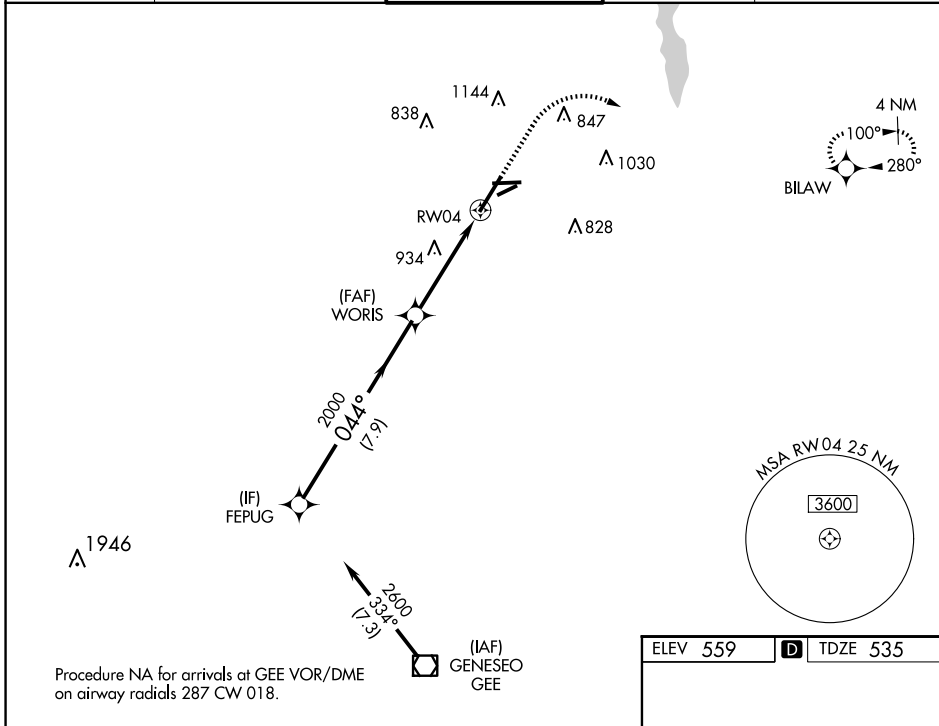 1144
838
847
4 NM
100°
1030
280°
BILAW
RW04
828
934
(FAF)
WORIS
2000
044°
(7.9)
MSA RW04 25 NM
3600
(IF)
FEPUG
1946
2600
334°
(7.3)
(IAF)
GENESEO
GEE
ELEV 559 D TDZE 535
Procedure NA for arrivals at GEE VOR/DME
on airway radials 287 CW 018.